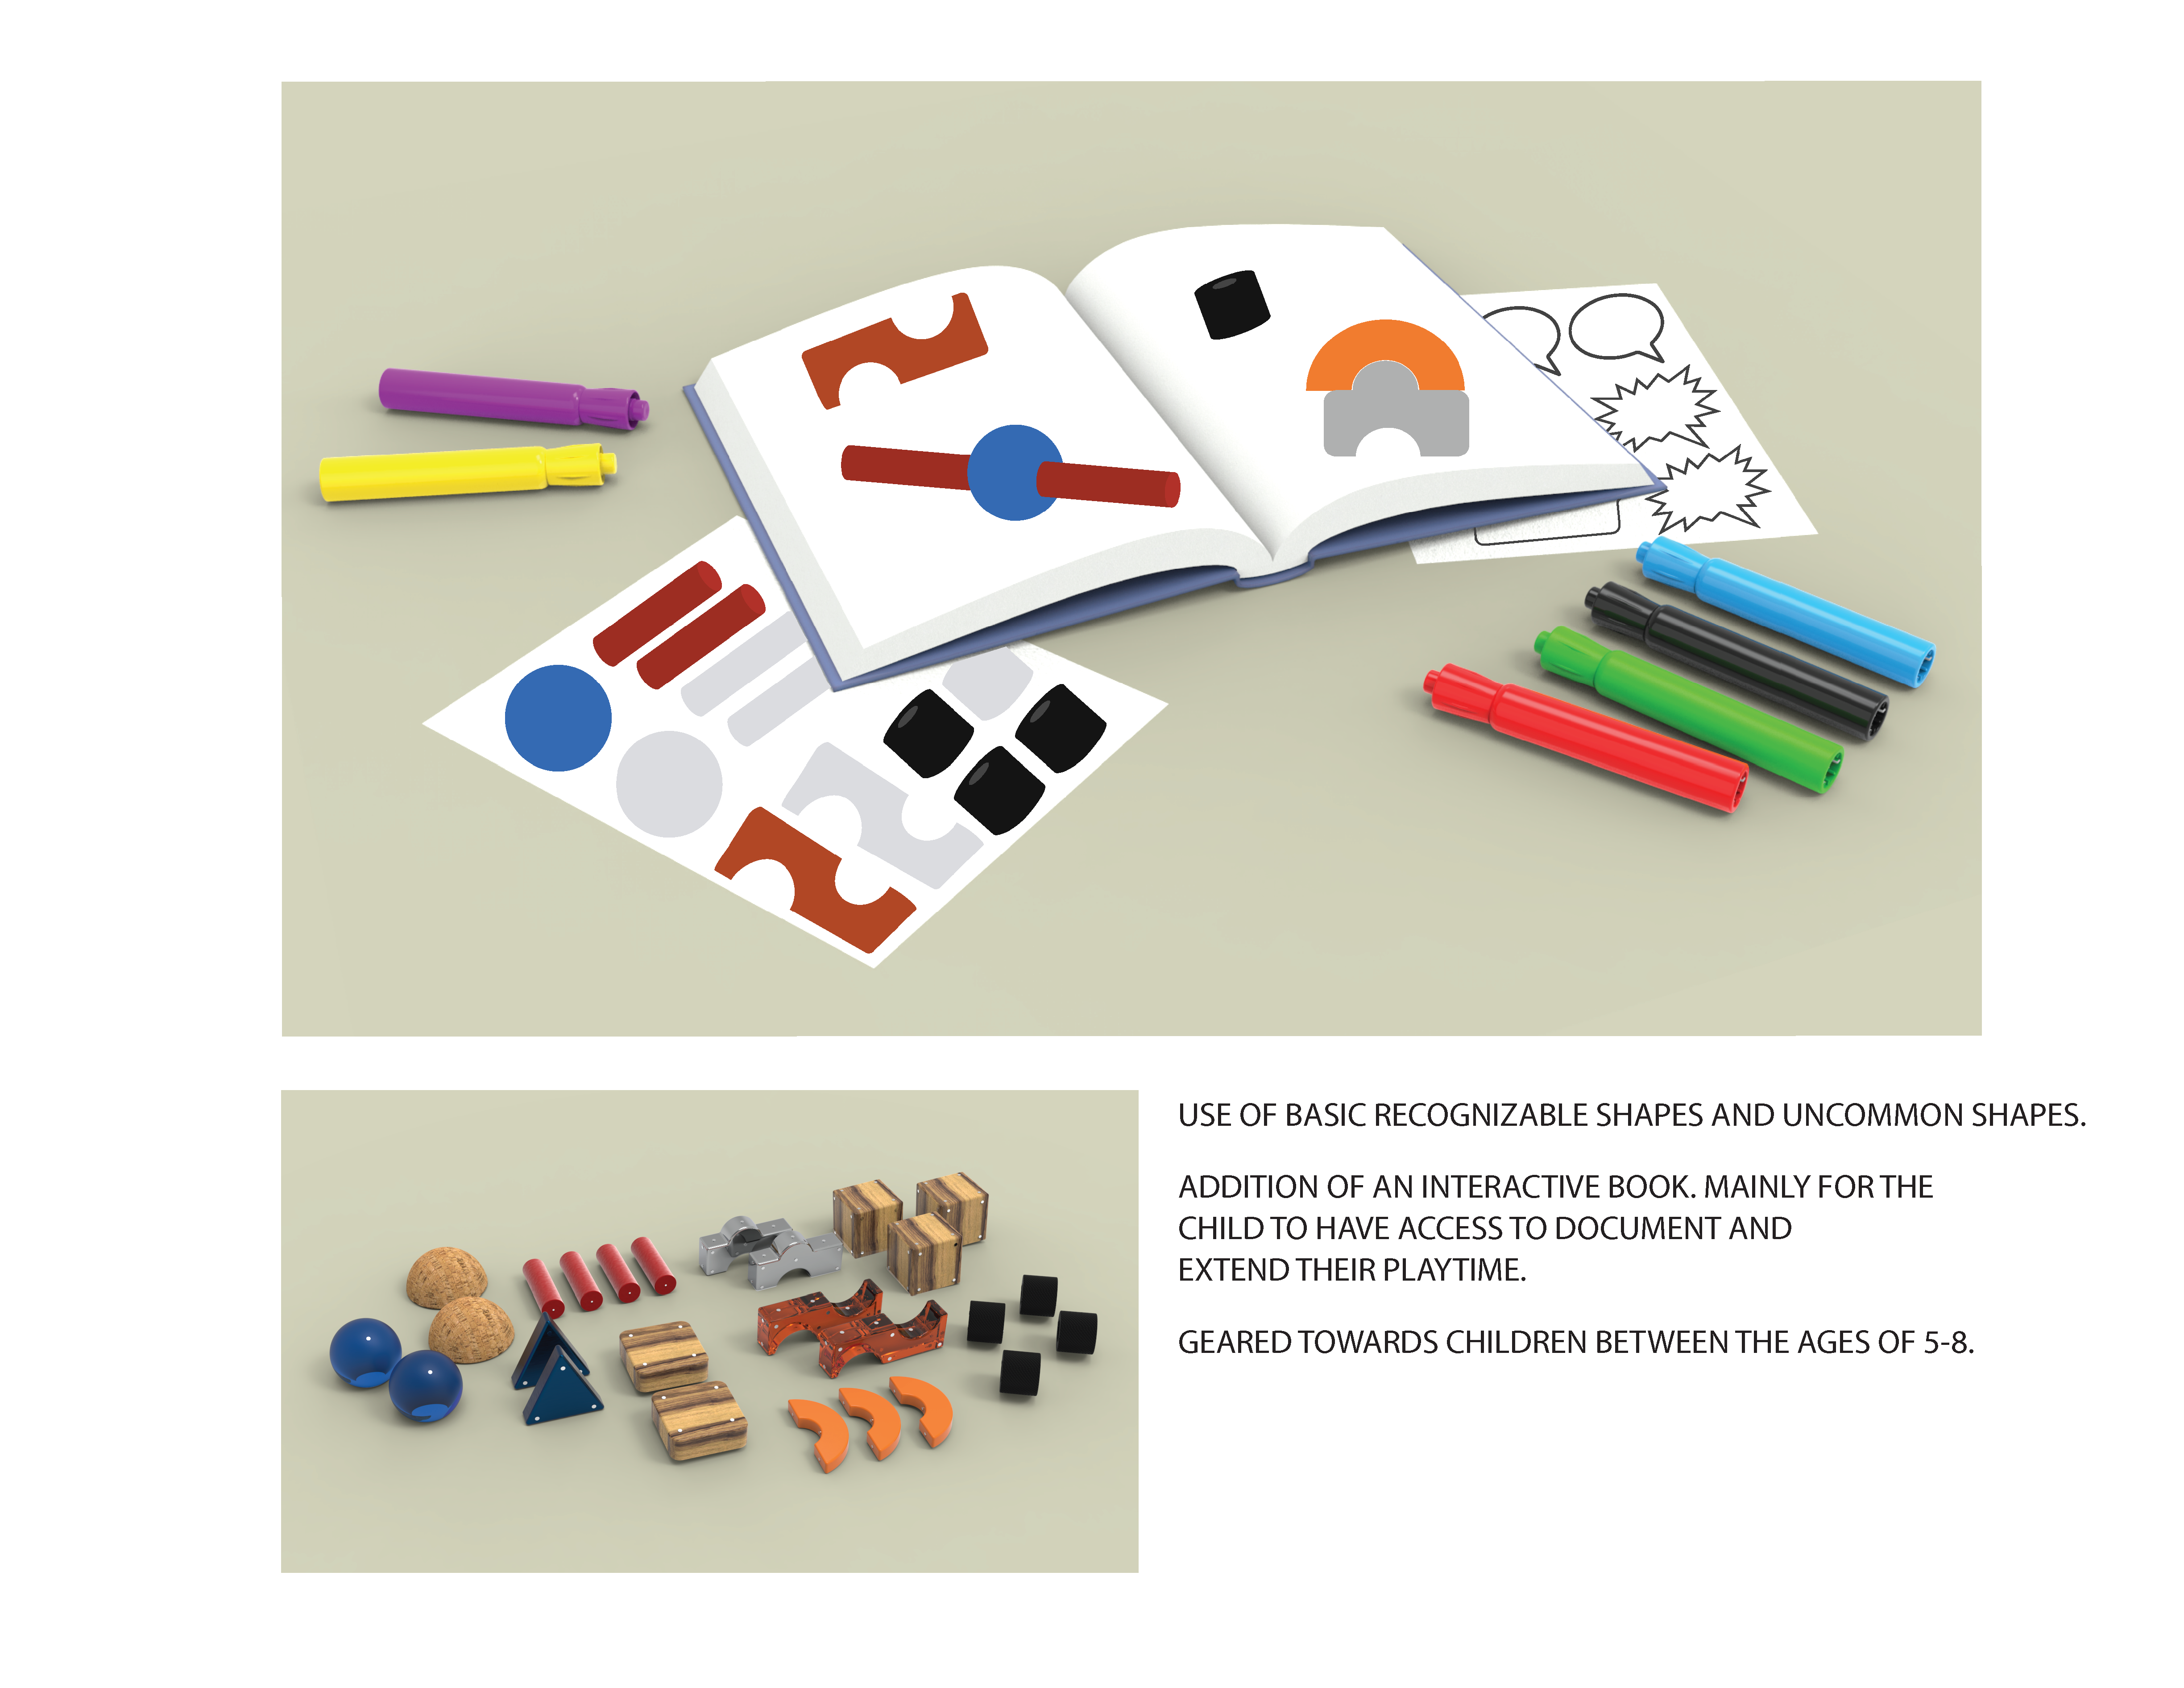 USE OF BASIC RECOGNIZABLE SHAPES AND UNCOMMON SHAPES.
ADDITION OF AN INTERACTIVE BOOK. MAINLY FOR THE
CHILD TO HAVE ACCESS TO DOCUMENT AND
EXTEND THEIR PLAYTIME.
GEARED TOWARDS CHILDREN BETWEEN THE AGES OF 5-8.